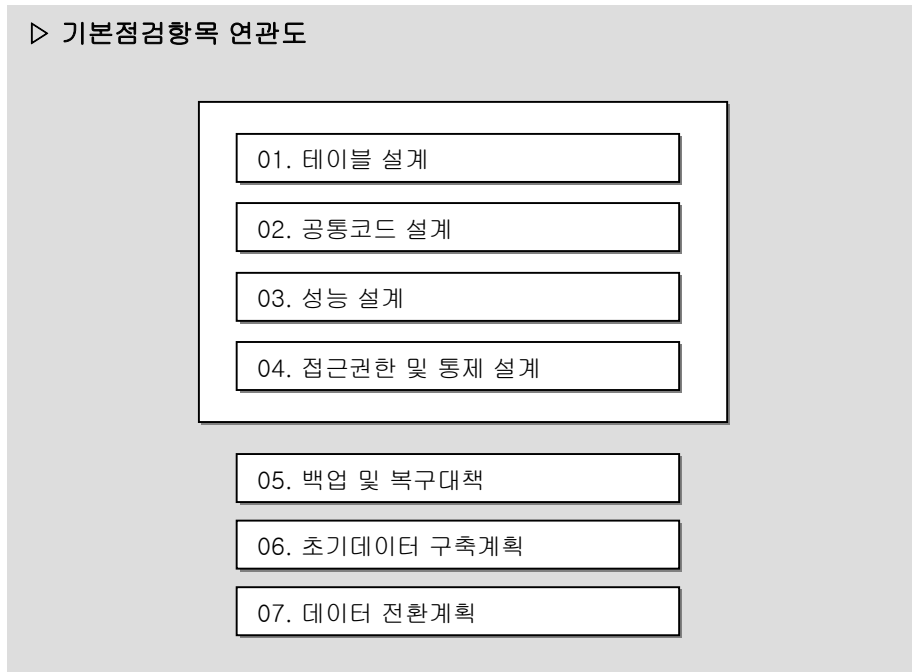 ▷ 기본점검항목 연관도
01. 테이블 설계
02. 공통코드 설계
03. 성능 설계
04. 접근권한 및 통제 설계
05. 백업 및 복구대책
06. 초기데이터 구축계획
07. 데이터 전환계획